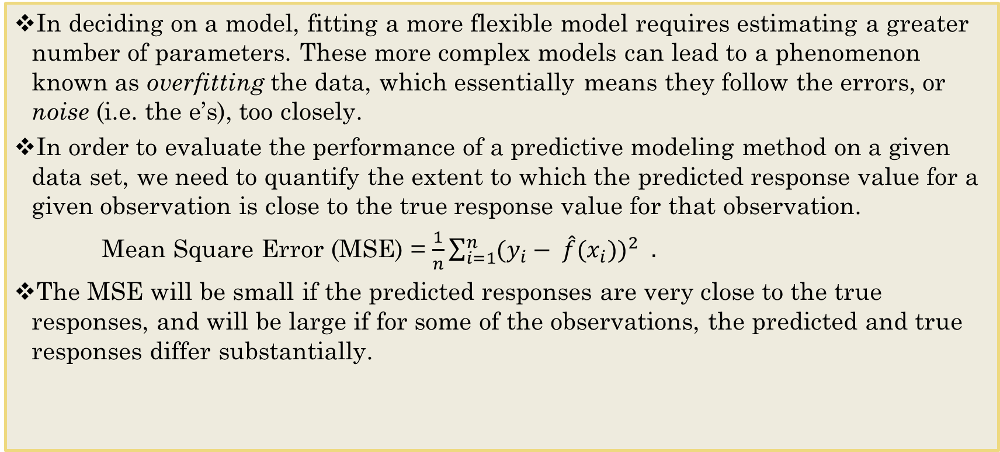 ❖In deciding on a model, fitting a more flexible model requires estimating a greater
number of parameters. These more complex models can lead to a phenomenon
known as overfitting the data, which essentially means they follow the errors, or
noise (i.e. the e’s), too closely.
❖In order to evaluate the performance of a predictive modeling method on a given
data set, we need to quantify the extent to which the predicted response value for a
given observation is close to the true response value for that observation.
Mean Square Error (MSE) = \frac{1}{n}\sum_{i=1}^{n}(y_i - \hat{f}(x_i))^2 .
❖The MSE will be small if the predicted responses are very close to the true
responses, and will be large if for some of the observations, the predicted and true
responses differ substantially.